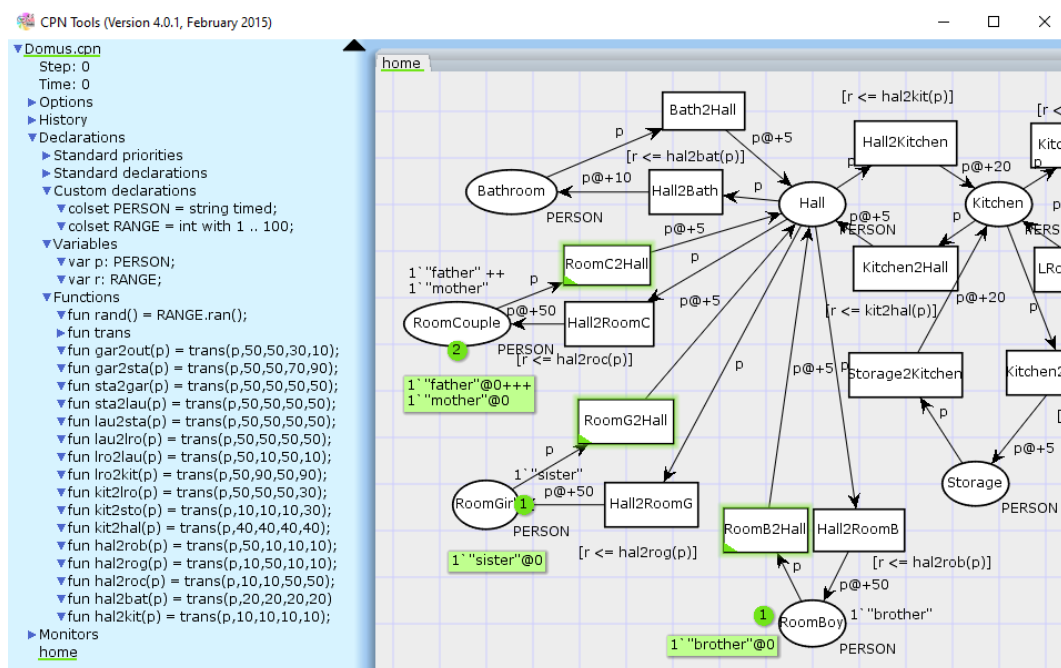 CPN Tools (Version 4.0.1, February 2015)
Domus.cpn
Step: 0
Time: 0
Options
History
Declarations
Standard priorities
Standard declarations
Custom declarations
colset PERSON = string timed;
colset RANGE = int with 1 .. 100;
Variables
var p: PERSON;
var r: RANGE;
Functions
fun rand() = RANGE.ran();
fun trans
fun gar2out(p) = trans(p,50,50,30,10);
fun gar2sta(p) = trans(p,50,50,70,90);
fun sta2gar(p) = trans(p,50,50,50,50);
fun sta2lau(p) = trans(p,50,50,50,50);
fun lau2sta(p) = trans(p,50,50,50,50);
fun lau2lro(p) = trans(p,50,50,50,50);
fun lro2lau(p) = trans(p,50,10,50,10);
fun lro2kit(p) = trans(p,50,90,50,90);
fun kit2lro(p) = trans(p,50,50,50,30);
fun kit2sto(p) = trans(p,10,10,10,30);
fun kit2hal(p) = trans(p,40,40,40,40);
fun hal2rob(p) = trans(p,50,10,10,10);
fun hal2rog(p) = trans(p,10,50,10,10);
fun hal2roc(p) = trans(p,10,10,50,50);
fun hal2bat(p) = trans(p,20,20,20,20)
fun hal2kit(p) = trans(p,10,10,10,10);
Monitors
home
home
[r <= hal2kit(p)]
[r <=
Bath2Hall
p
p@+5
Hall2Kitchen
p
p@+20
p
[r <= hal2bat(p)]
Bathroom
p@+10
Hall2Bath
p
PERSON
Hall
p@+5
PERSON
Kitchen
p
p
p@+5
RoomC2Hall
p
Kitchen2Hall
1`"father" ++
1`"mother"
p
p@+5
[r <= kit2hal(p)]
p@+20
p
RoomCouple
p@+50
Hall2RoomC
2
PERSON
[r <= hal2roc(p)]
1`"father"@0+++
1`"mother"@0
p
p@+5
Storage2Kitchen
Kitchen2
RoomG2Hall
p
p
1`"sister"
p@+50
p@+5
Storage
PERSON
1
Hall2RoomG
PERSON
[r <= hal2rog(p)]
1`"sister"@0
RoomB2Hall
Hall2RoomB
[r <= hal2rob(p)]
p
p@+50
1
RoomBoy
1`"brother"
1`"brother"@0
PERSON